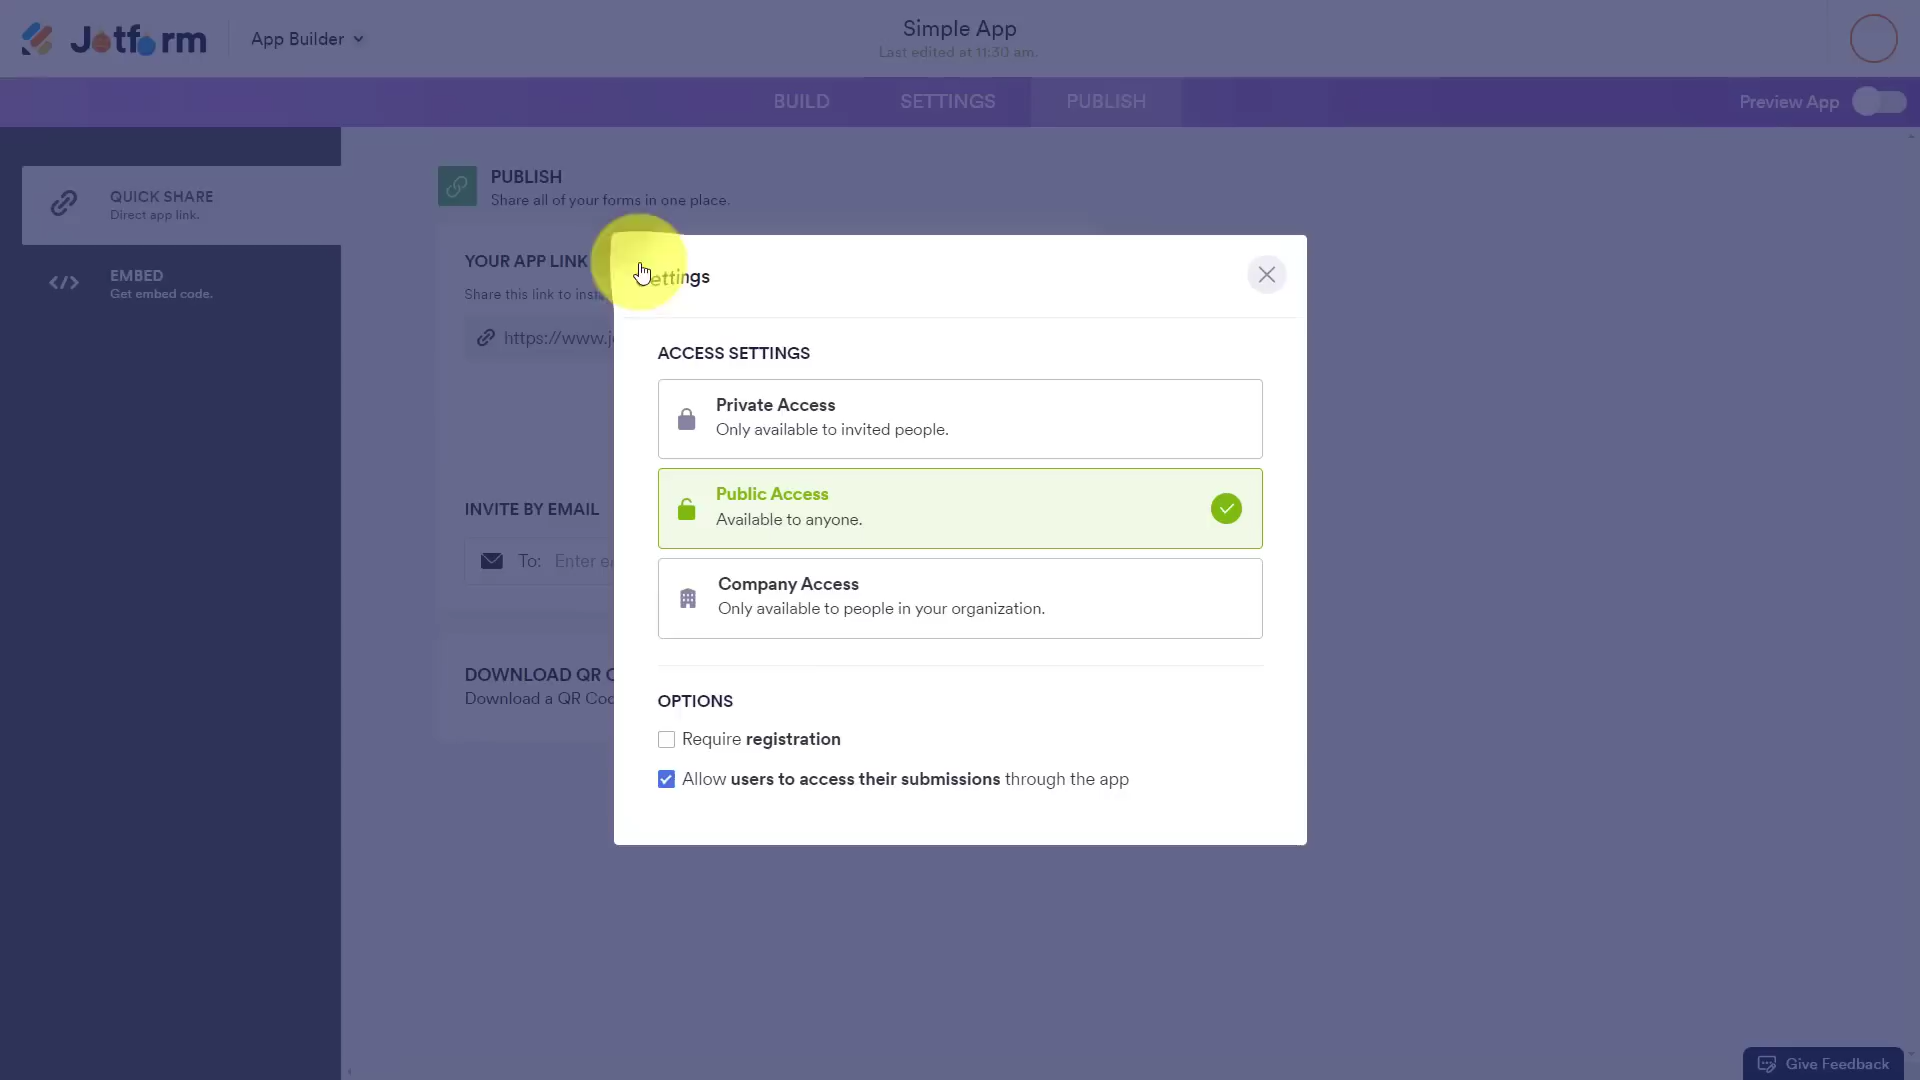 Jotform
App Builder
Simple App
Last edited at 11:30 am.
BUILD
SETTINGS
PUBLISH
Preview App
QUICK SHARE
Direct app link.
EMBED
Get embed code.
PUBLISH
Share all of your forms in one place.
YOUR APP LINK
Share this link to
https://www.
INVITE BY EMAIL
To: Enter
DOWNLOAD QR
Download a QR
Settings
ACCESS SETTINGS
Private Access
Only available to invited people.
Public Access
Available to anyone.
Company Access
Only available to people in your organization.
OPTIONS
Require registration
Allow users to access their submissions through the app
Give Feedback